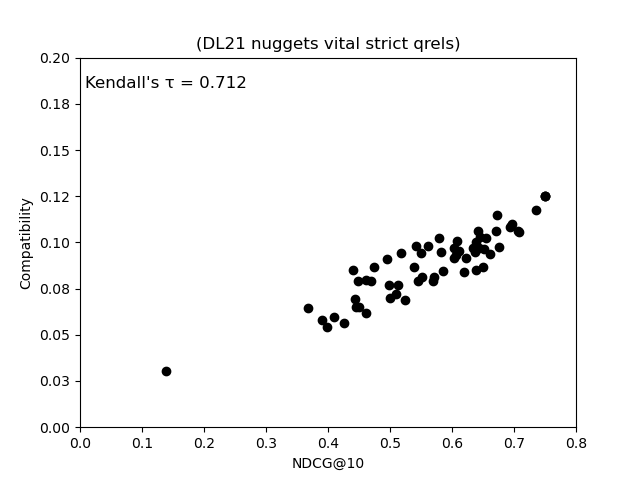 (DL21 nuggets vital strict qrels)
Kendall's τ = 0.712
0.20
0.18
0.15
0.12
0.10
0.08
0.05
0.03
0.00
Compatibility
0.0 0.1 0.2 0.3 0.4 0.5 0.6 0.7 0.8
NDCG@10